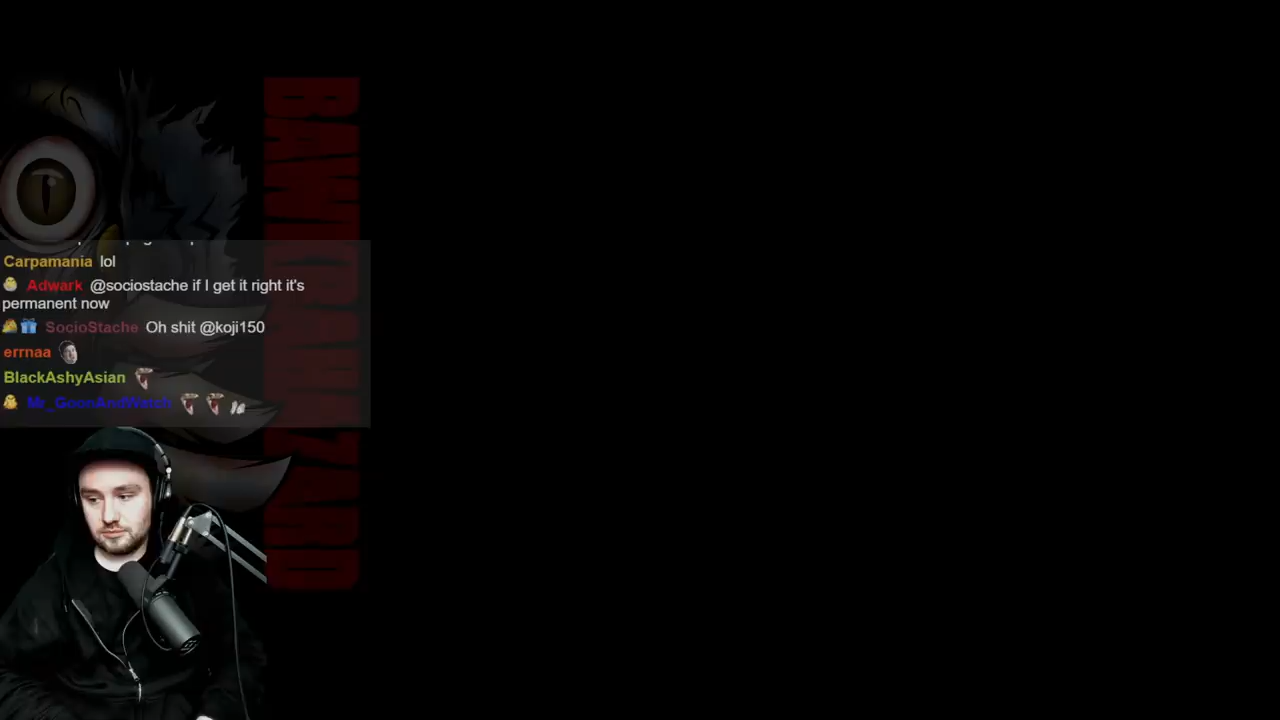 Carpamania lol
Adwark @sociostache if I get it right it's
permanent now
SocioStache Oh shit @koji150
errnaa
BlackAshyAsian
Mr_GoonAndWatch